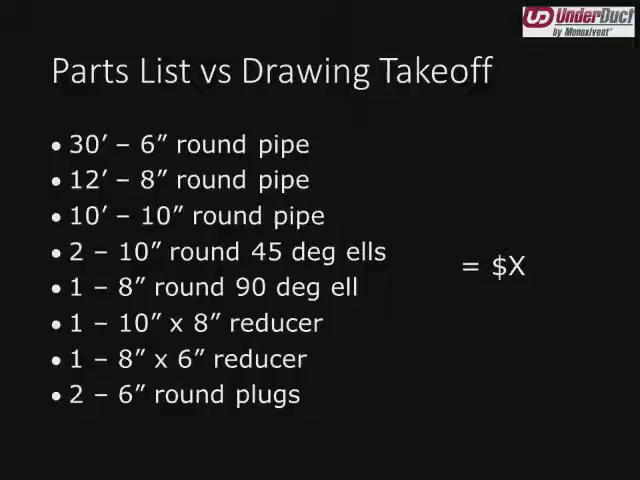 UD UnderDuct
by Monoxivent®
Parts List vs Drawing Takeoff
• 30’ – 6” round pipe
• 12’ – 8” round pipe
• 10’ – 10” round pipe
• 2 – 10” round 45 deg ells
= $X
• 1 – 8” round 90 deg ell
• 1 – 10” x 8” reducer
• 1 – 8” x 6” reducer
• 2 – 6” round plugs